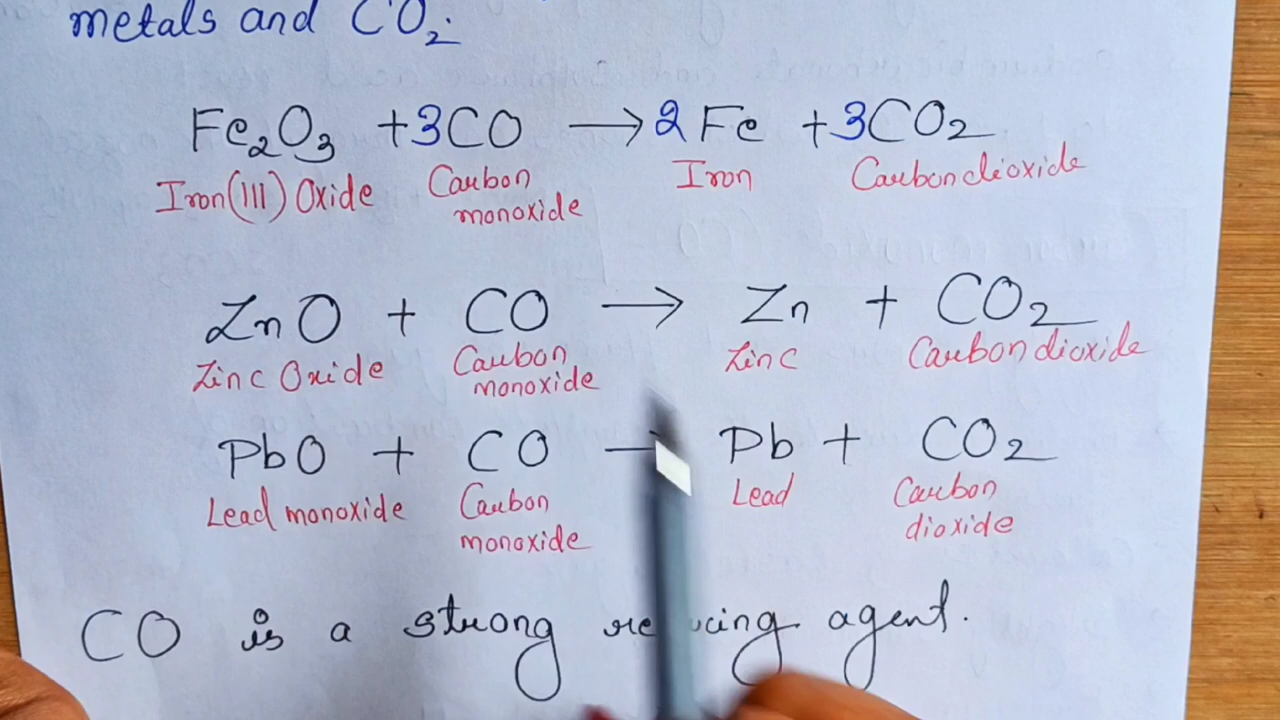 metals and CO₂.
Fe₂O₃ + 3CO → 2Fe + 3CO₂
Iron(III) Oxide Carbon monoxide Iron Carbondioxide
ZnO + CO → Zn + CO₂
Zinc Oxide Carbon monoxide Zinc Carbondioxide
PbO + CO → Pb + CO₂
Lead monoxide Carbon monoxide Lead Carbon dioxide
CO is a strong agent.